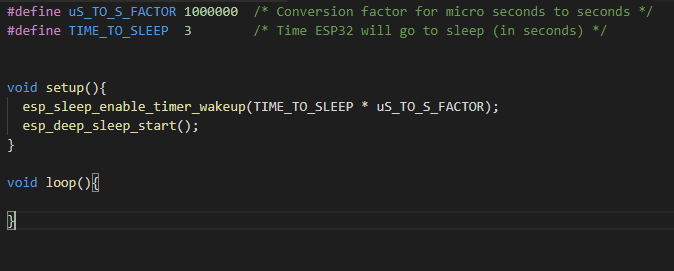 #define uS_TO_S_FACTOR 1000000  /* Conversion factor for micro seconds to seconds */
#define TIME_TO_SLEEP  3        /* Time ESP32 will go to sleep (in seconds) */
void setup(){
  esp_sleep_enable_timer_wakeup(TIME_TO_SLEEP * uS_TO_S_FACTOR);
  esp_deep_sleep_start();
}
void loop(){
}